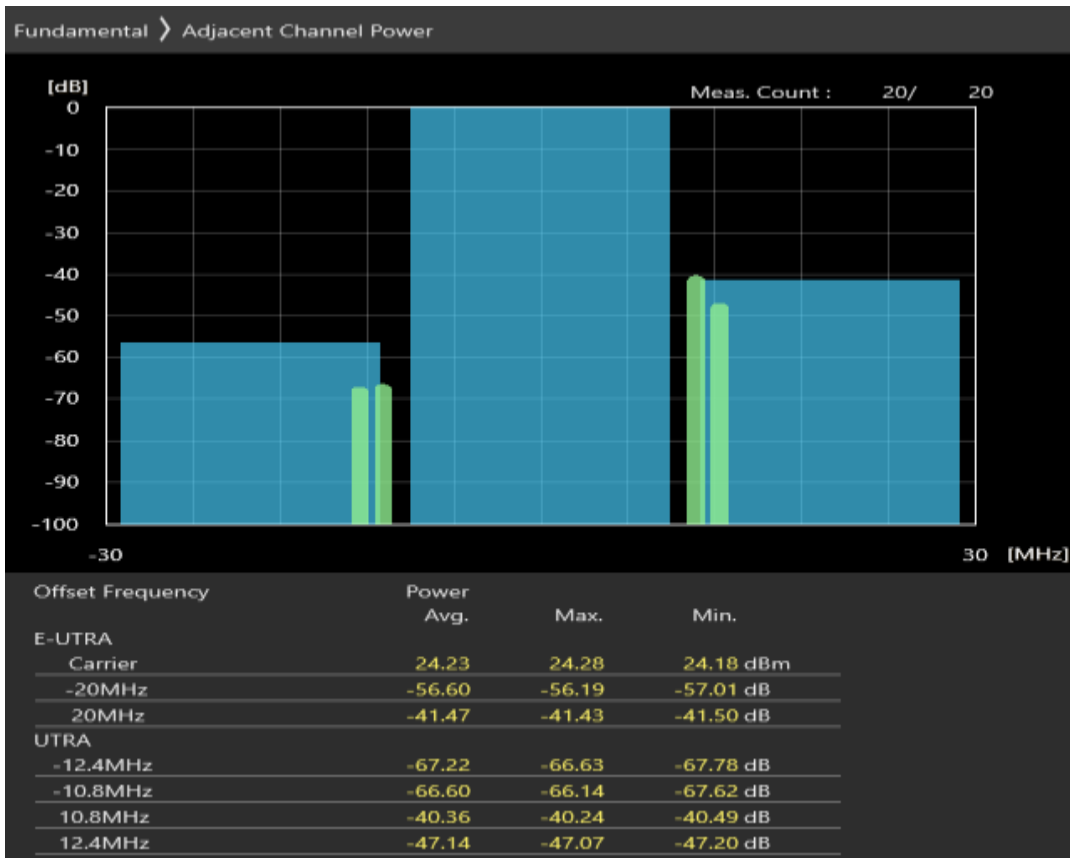 Fundamental ❯ Adjacent Channel Power
[dB]
Meas. Count : 20/ 20
0
-10
-20
-30
-40
-50
-60
-70
-80
-90
-100
-30 30 [MHz]
Offset Frequency Power
Avg. Max. Min.
E-UTRA
Carrier 24.23 24.28 24.18 dBm
-20MHz -56.60 -56.19 -57.01 dB
20MHz -41.47 -41.43 -41.50 dB
UTRA
-12.4MHz -67.22 -66.63 -67.78 dB
-10.8MHz -66.60 -66.14 -67.62 dB
10.8MHz -40.36 -40.24 -40.49 dB
12.4MHz -47.14 -47.07 -47.20 dB